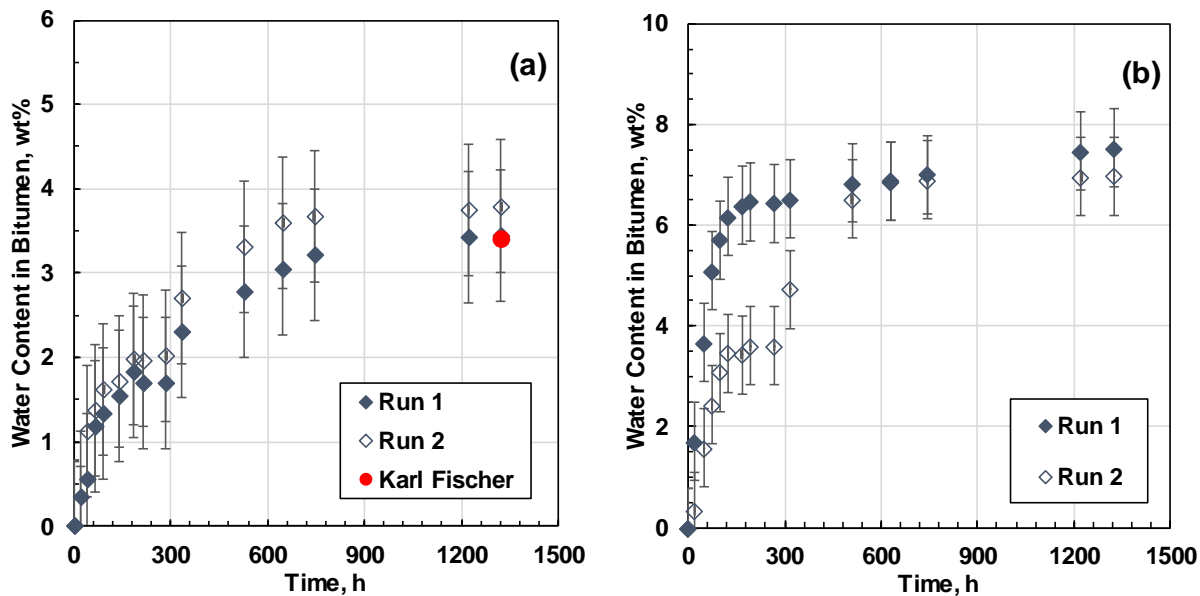 (a)
Water Content in Bitumen, wt%
6
5
4
3
2
1
0
0 300 600 900 1200 1500
Time, h
Run 1
Run 2
Karl Fischer
(b)
Water Content in Bitumen, wt%
10
8
6
4
2
0
0 300 600 900 1200 1500
Time, h
Run 1
Run 2